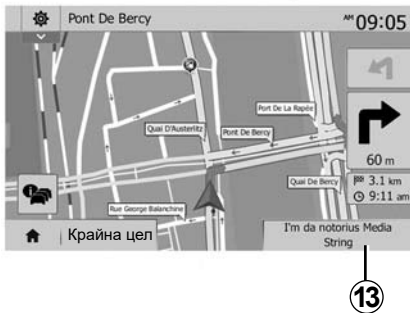 Pont De Bercy
AM 09:05
Port De La Rapée
Quai D'Austerlitz
Pont De Bercy
60 m
Quai De Bercy
3.1 km
9:11 am
Rue George Balanchine
Крайна цел
I'm da notorius Media
String
13